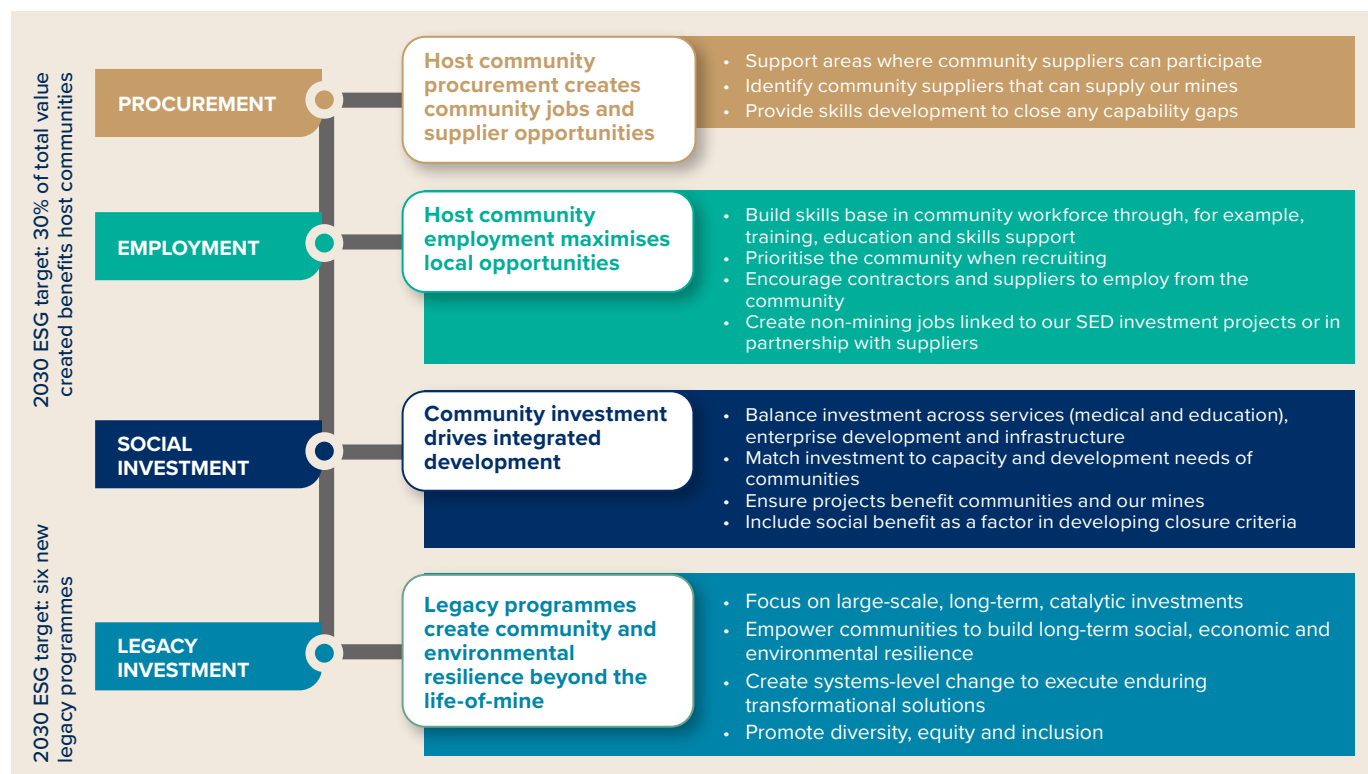 2030 ESG target: 30% of total value
created benefits host communities
PROCUREMENT
Host community
procurement creates
community jobs and
supplier opportunities
• Support areas where community suppliers can participate
• Identify community suppliers that can supply our mines
• Provide skills development to close any capability gaps
EMPLOYMENT
Host community
employment maximises
local opportunities
• Build skills base in community workforce through, for example,
training, education and skills support
• Prioritise the community when recruiting
• Encourage contractors and suppliers to employ from the
community
• Create non-mining jobs linked to our SED investment projects or in
partnership with suppliers
SOCIAL
INVESTMENT
Community investment
drives integrated
development
• Balance investment across services (medical and education),
enterprise development and infrastructure
• Match investment to capacity and development needs of
communities
• Ensure projects benefit communities and our mines
• Include social benefit as a factor in developing closure criteria
2030 ESG target: six new
legacy programmes
LEGACY
INVESTMENT
Legacy programmes
create community and
environmental
resilience beyond the
life-of-mine
• Focus on large-scale, long-term, catalytic investments
• Empower communities to build long-term social, economic and
environmental resilience
• Create systems-level change to execute enduring
transformational solutions
• Promote diversity, equity and inclusion